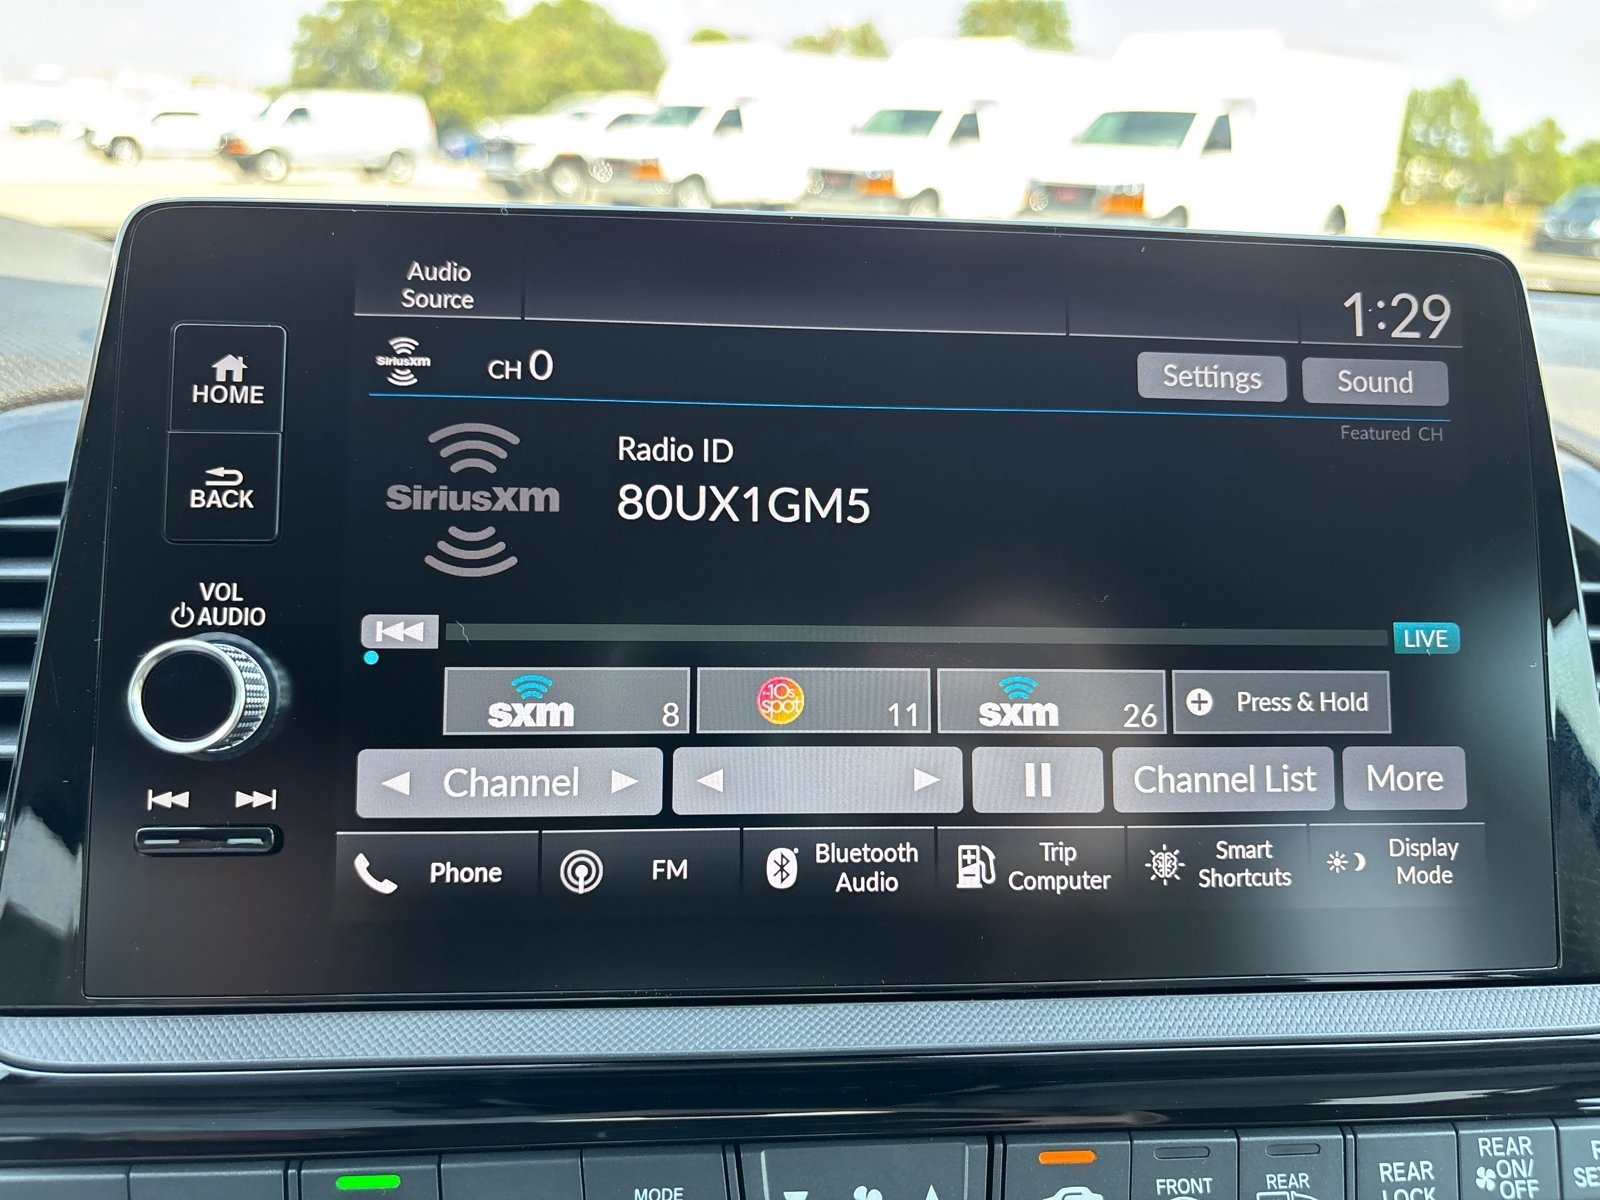 Audio
Source
1:29
SiriusXM
CH 0
Settings
Sound
Featured CH
HOME
BACK
SiriusXM
Radio ID
80UX1GM5
VOL
AUDIO
LIVE
sxm 8
10s
spot
11
sxm 26
Press & Hold
Channel
Channel List
More
Phone
FM
Bluetooth
Audio
Trip
Computer
Smart
Shortcuts
Display
Mode
MODE
FRONT
REAR
REAR
LOCK
REAR
ON/
OFF